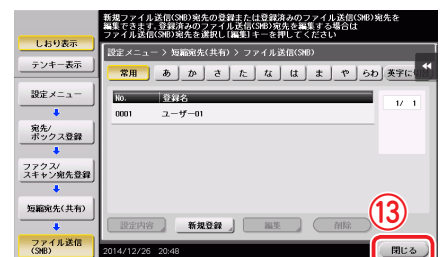 新規ファイル送信(SMB)宛先の登録または登録済みのファイル送信(SMB)宛先を
編集できます。登録済みのファイル送信(SMB)宛先を編集する場合は
ファイル送信(SMB)宛先を選択し[編集]キーを押してください
しおり表示
テンキー表示
設定メニュー
宛先/
ボックス登録
ファクス/
スキャン宛先登録
短縮宛先(共有)
ファイル送信
(SMB)
設定メニュー > 短縮宛先(共有) > ファイル送信(SMB)
常用 あ か さ た な は ま や らわ 英字に
No. 登録名
0001 ユーザー01
1/ 1
設定内容 新規登録 編集 削除
⑬
2014/12/26 20:48
閉じる